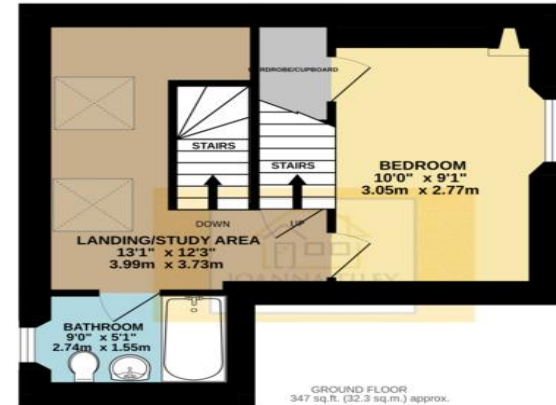 WARDROBE/CUPBOARD
STAIRS
STAIRS
BEDROOM
10'0" x 9'1"
3.05m x 2.77m
DOWN
UP
LANDING/STUDY AREA
13'1" x 12'3"
3.99m x 3.73m
BATHROOM
9'0" x 5'1"
2.74m x 1.55m
GROUND FLOOR
347 sq.ft. (32.3 sq.m.) approx.